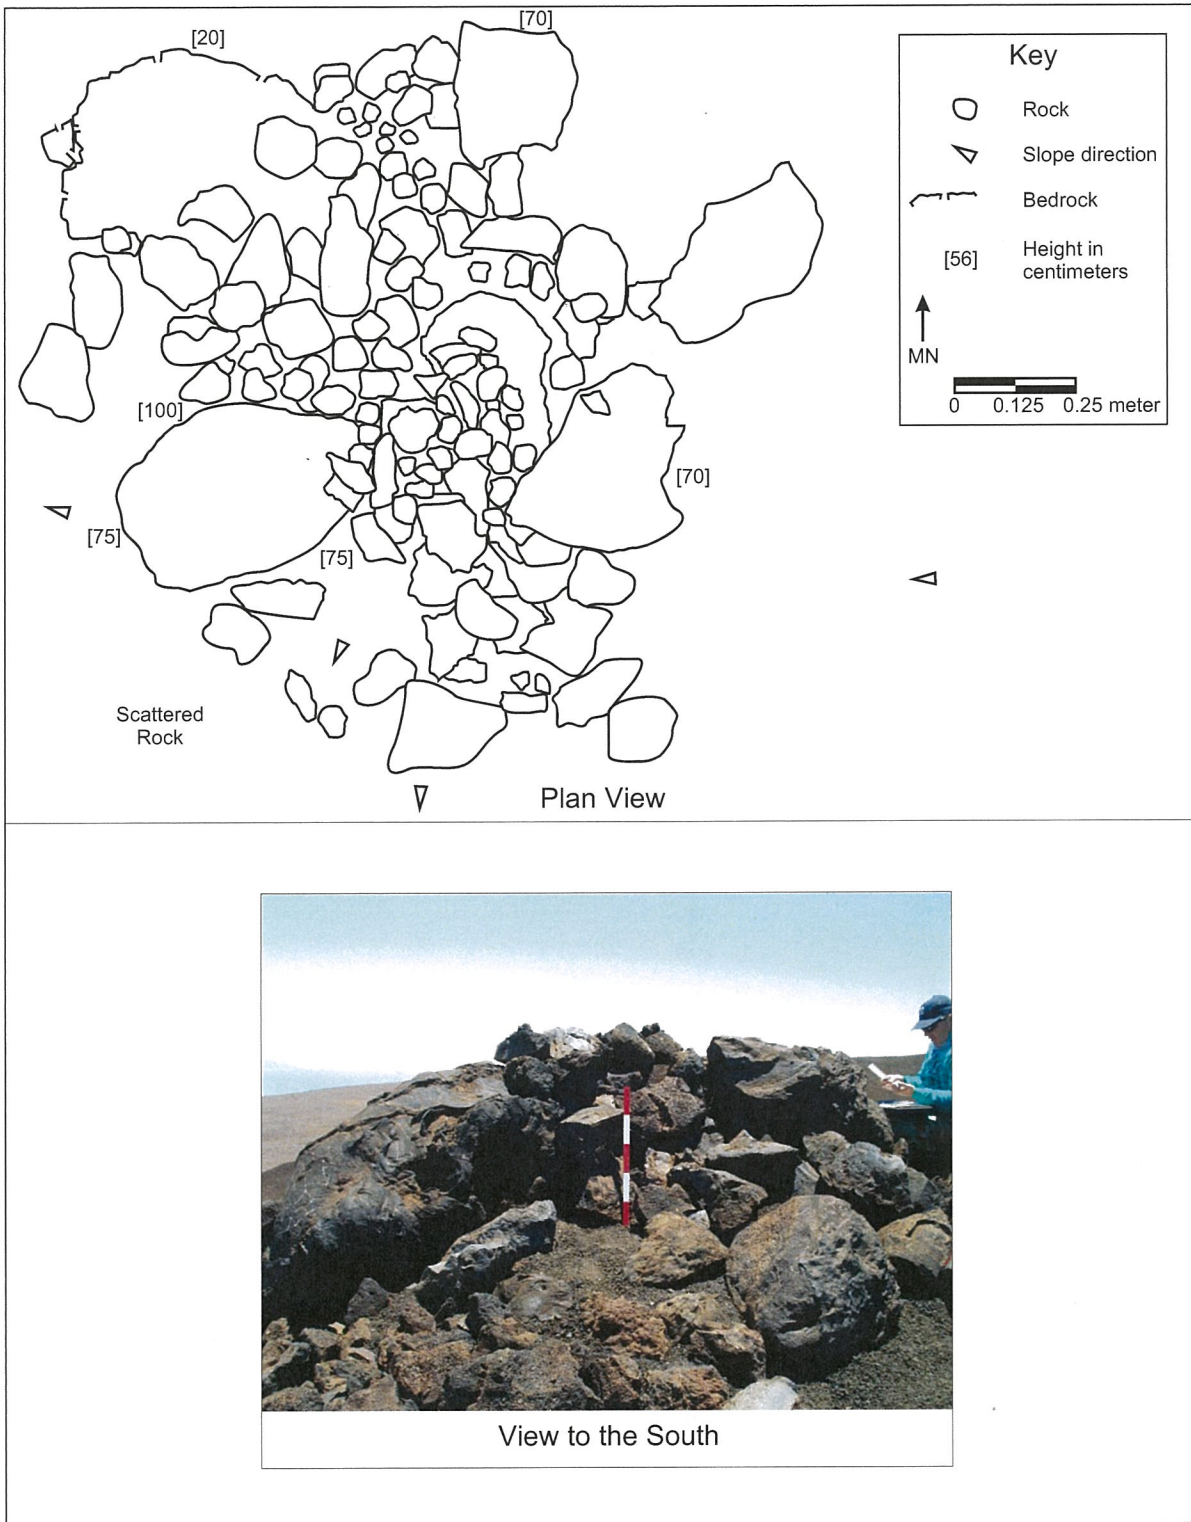 [20]
[70]
[100]
[75]
[75]
[70]
Scattered
Rock
Plan View
Key
Rock
Slope direction
Bedrock
[56]
Height in
centimeters
MN
0 0.125 0.25 meter
View to the South